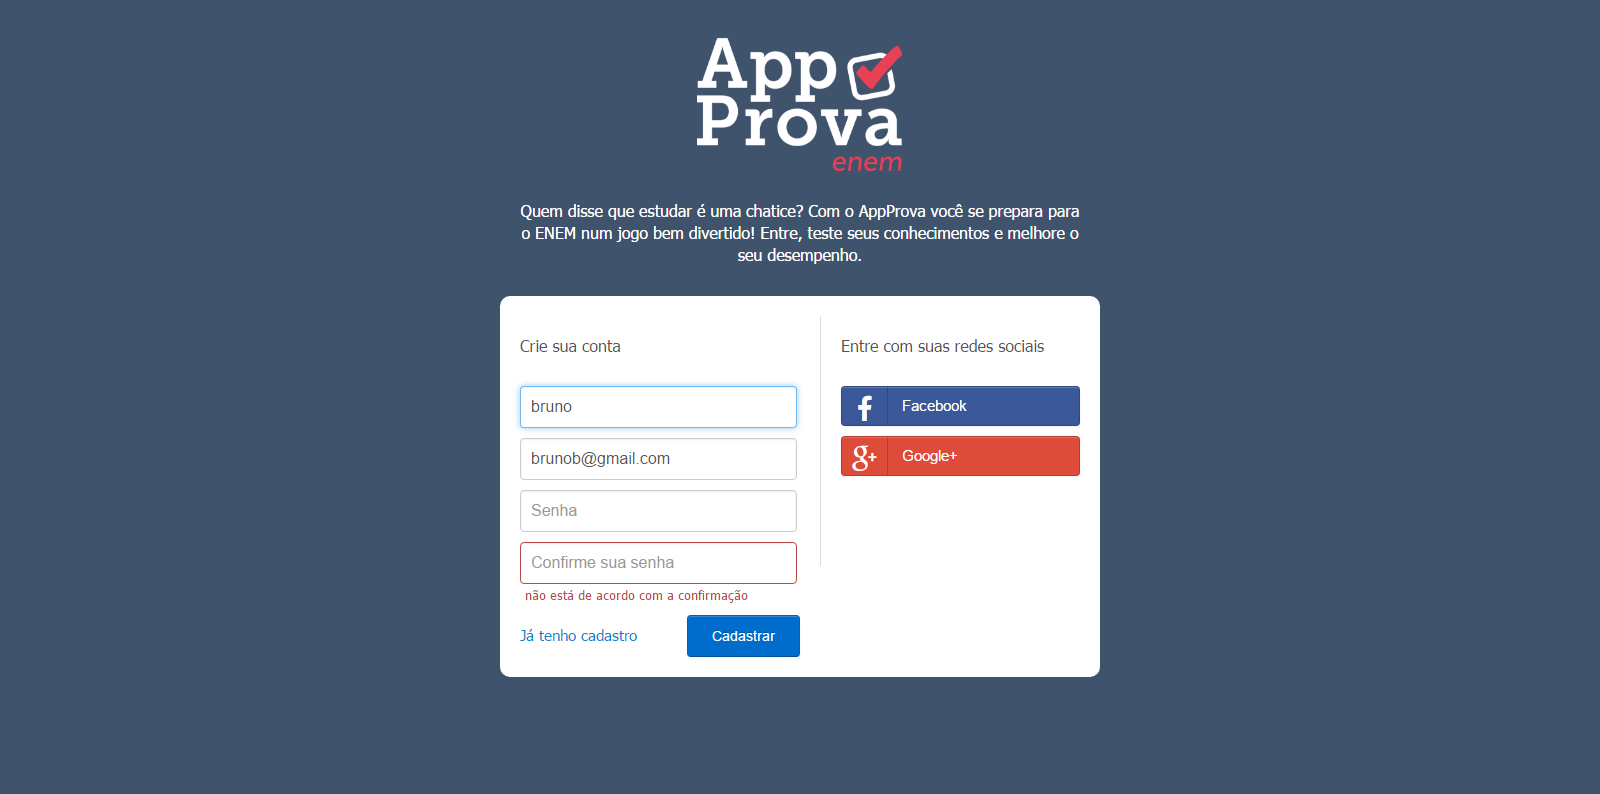 App
Prova
enem
Quem disse que estudar é uma chatice? Com o AppProva você se prepara para
o ENEM num jogo bem divertido! Entre, teste seus conhecimentos e melhore o
seu desempenho.
Crie sua conta
bruno
brunob@gmail.com
Senha
Confirme sua senha
não está de acordo com a confirmação
Já tenho cadastro
Cadastrar
Entre com suas redes sociais
f
Facebook
g+
Google+